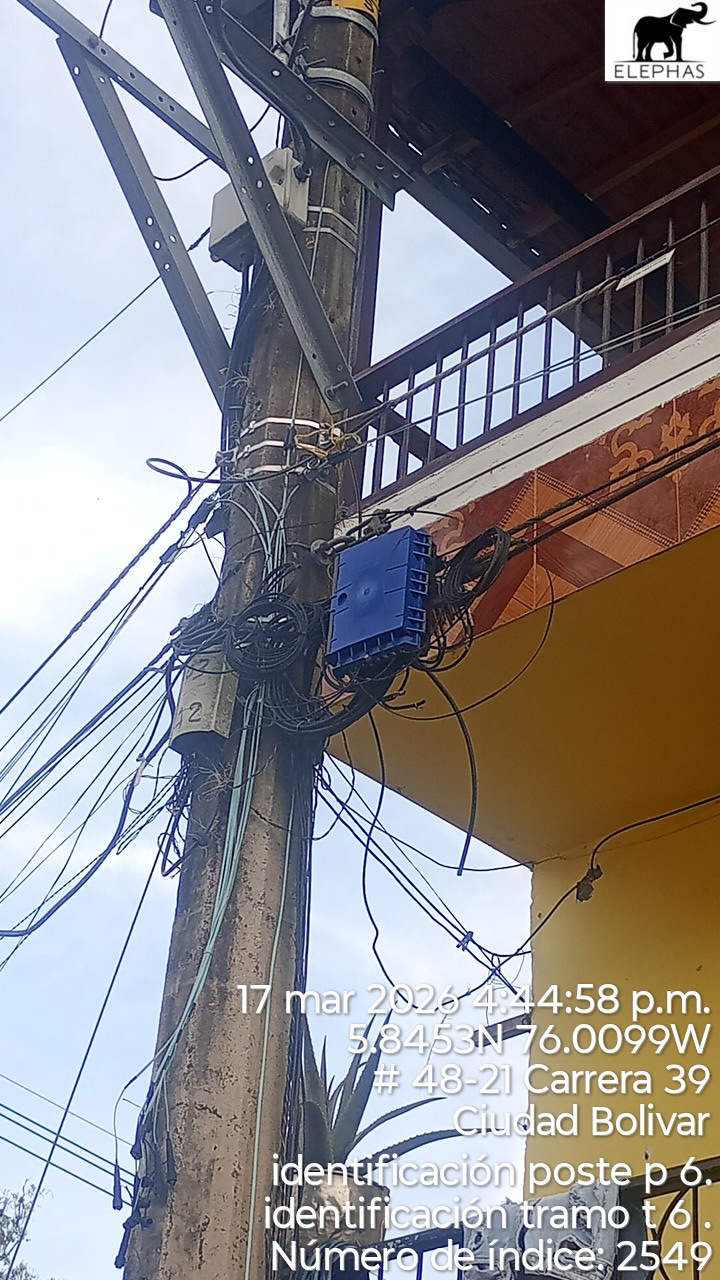 ELEPHAS
2
17 mar 2026 4:44:58 p.m.
5.8453N 76.0099W
# 48-21 Carrera 39
Ciudad Bolivar
identificación poste p 6.
identificación tramo t 6 .
Número de índice: 2549